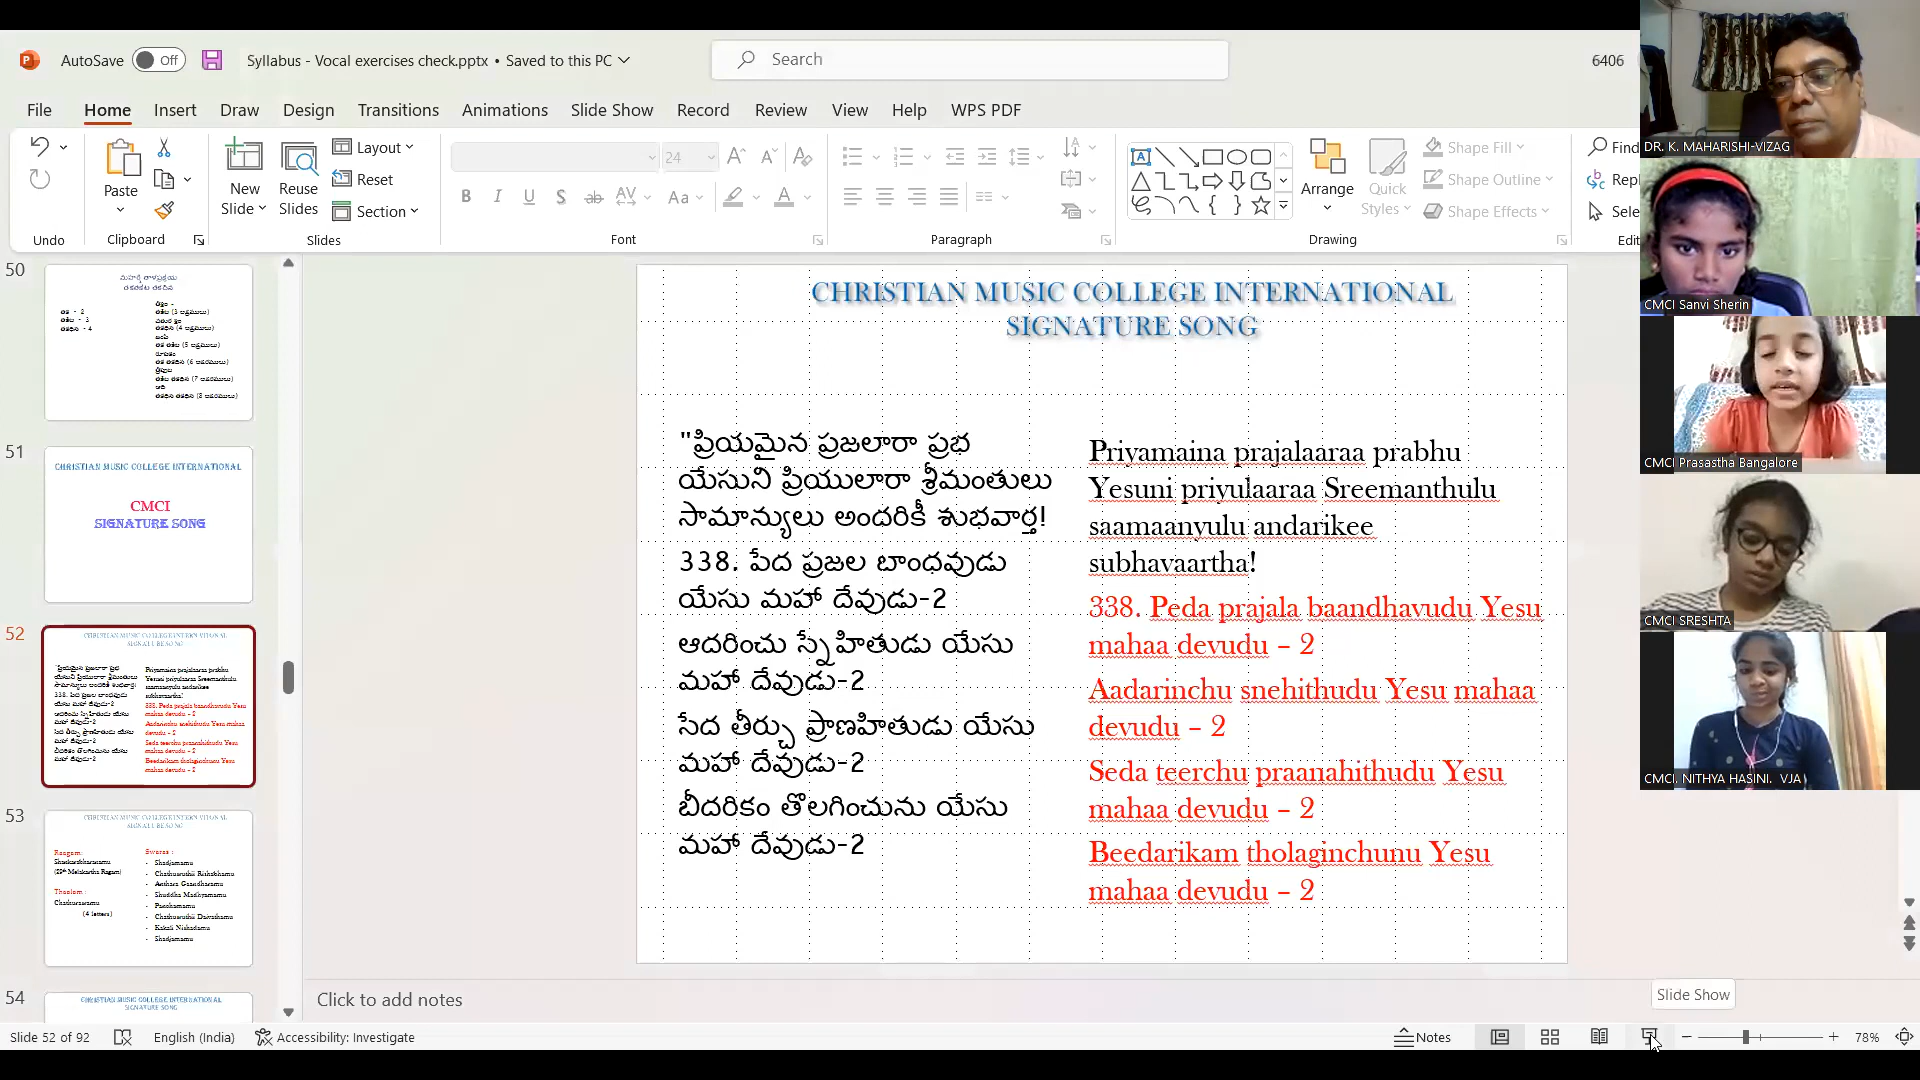 AutoSave Off Syllabus - Vocal exercises check.pptx • Saved to this PC Search 6406
File Home Insert Draw Design Transitions Animations Slide Show Record Review View Help WPS PDF
Paste New Slide Reuse Slides Layout Reset Section 24 Arrange Quick Styles Shape Fill Shape Outline Shape Effects Find
Undo Clipboard Slides Font Paragraph Drawing
50
51
CHRISTIAN MUSIC COLLEGE INTERNATIONAL
CMCI
SIGNATURE SONG
52
53
54
CHRISTIAN MUSIC COLLEGE INTERNATIONAL
SIGNATURE SONG
"ప్రియమైన ప్రజలారా ప్రభ
యేసుని ప్రియులారా శ్రీమంతులు
సామాన్యులు అందరికీ శుభవార్త!
338. పేద ప్రజల బాంధవుడు
యేసు మహా దేవుడు-2
ఆదరించు స్నేహితుడు యేసు
మహా దేవుడు-2
సేద తీర్చు ప్రాణహితుడు యేసు
మహా దేవుడు-2
బీదరికం తొలగించును యేసు
మహా దేవుడు-2
Priyamaina prajalaaraa prabhu
Yesuni priyulaaraa Sreemanthulu
saamaanyulu andarikee
subhavaartha!
338. Peda prajala baandhavudu Yesu
mahaa devudu – 2
Aadarinchu snehithudu Yesu mahaa
devudu – 2
Seda teerchu praanahithudu Yesu
mahaa devudu – 2
Beedarikam tholaginchunu Yesu
mahaa devudu – 2
Click to add notes
Slide Show
Slide 52 of 92 English (India) Accessibility: Investigate Notes 78%
DR. K. MAHARISHI-VIZAG
CMCI Sanvi Sherin
CMCI Prasastha Bangalore
CMCI SRESHTA
CMCI. NITHYA HASINI. VJA